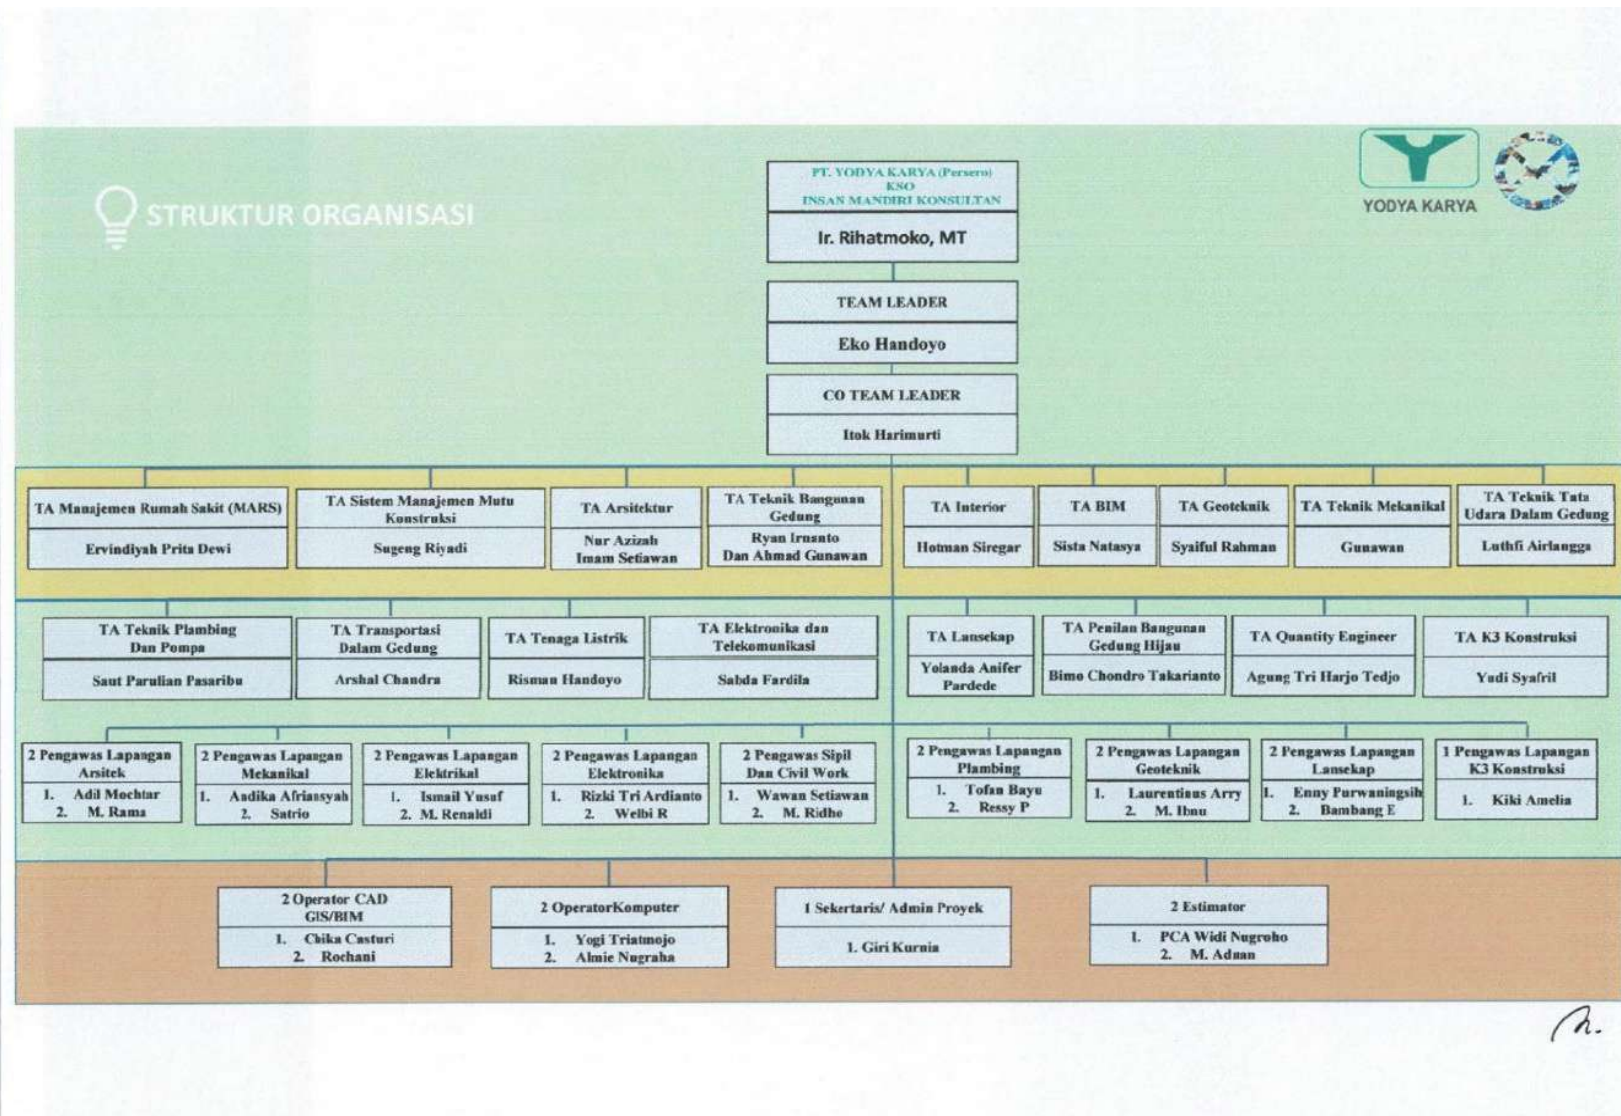 PT. YODYA KARYA (Persero)
KSO
INSAN MANDIRI KONSULTAN
Ir. Rihatmoko, MT
YODYA KARYA
STRUKTUR ORGANISASI
TEAM LEADER
Eko Handoyo
CO TEAM LEADER
Itok Harimurti
TA Manajemen Rumah Sakit (MARS)
Ervindiyah Prita Dewi
TA Sistem Manajemen Mutu
Konstruksi
Sugeng Riyadi
TA Arsitektur
Nur Azizah
Imam Setiawan
TA Teknik Bangunan
Gedung
Ryan Irnanto
Dan Ahmad Gunawan
TA Interior
Hotman Siregar
TA BIM
Sista Natasya
TA Geoteknik
Syaiful Rahman
TA Teknik Mekanikal
Gunawan
TA Teknik Tata
Udara Dalam Gedung
Luthfi Airlangga
TA Teknik Plambing
Dan Pompa
Saut Parulian Pasaribu
TA Transportasi
Dalam Gedung
Arshal Chandra
TA Tenaga Listrik
Risman Handoyo
TA Elektronika dan
Telekomunikasi
Sabda Fardila
TA Lansekap
Yolanda Anifer
Pardede
TA Penilan Bangunan
Gedung Hijau
Bimo Chondro Takarianto
TA Quantity Engineer
Agung Tri Harjo Tedjo
TA K3 Konstruksi
Yudi Syafril
2 Pengawas Lapangan
Arsitek
1. Adil Mochtar
2. M. Rama
2 Pengawas Lapangan
Mekanikal
1. Andika Afriansyah
2. Satrio
2 Pengawas Lapangan
Elektrikal
1. Ismail Yusuf
2. M. Renaldi
2 Pengawas Lapangan
Elektronika
1. Rizki Tri Ardianto
2. Welbi R
2 Pengawas Sipil
Dan Civil Work
1. Wawan Setiawan
2. M. Ridho
2 Pengawas Lapangan
Plambing
1. Tofan Bayu
2. Ressy P
2 Pengawas Lapangan
Geoteknik
1. Laurentinus Arry
2. M. Ibnu
2 Pengawas Lapangan
Lansekap
1. Enny Purwaningsih
2. Bambang E
1 Pengawas Lapangan
K3 Konstruksi
1. Kiki Amelia
2 Operator CAD
GIS/BIM
1. Chika Casturi
2. Rochani
2 OperatorKomputer
1. Yogi Triatmojo
2. Almie Nugraha
1 Sekertaris/ Admin Proyek
1. Giri Kurnia
2 Estimator
1. PCA Widi Nugroho
2. M. Adnan